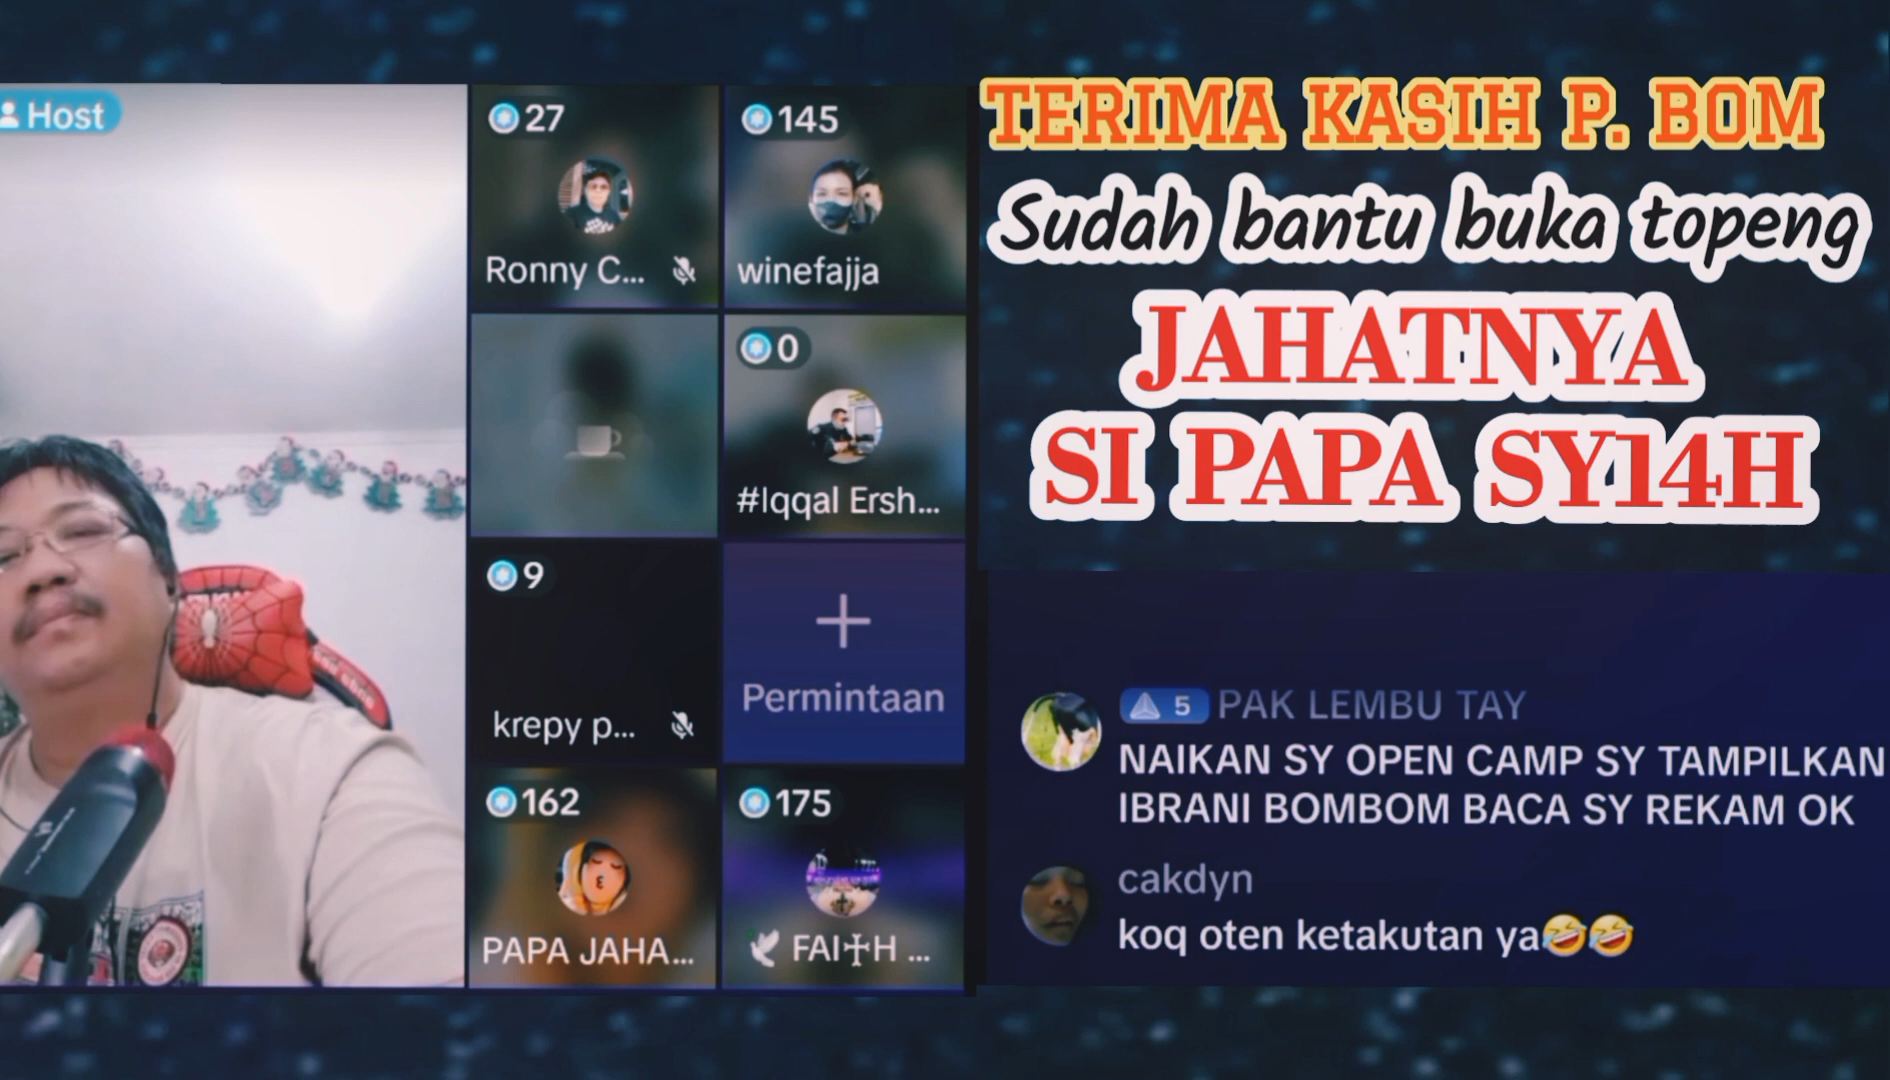 Host
27
Ronny C...
145
winefajja
0
#Iqqal Ersh...
9
krepy p...
+
Permintaan
162
PAPA JAHA...
175
FAI✝H ...
TERIMA KASIH P. BOM
Sudah bantu buka topeng
JAHATNYA
SI PAPA SY14H
5 PAK LEMBU TAY
NAIKAN SY OPEN CAMP SY TAMPILKAN
IBRANI BOMBOM BACA SY REKAM OK
cakdyn
koq oten ketakutan ya🤣🤣